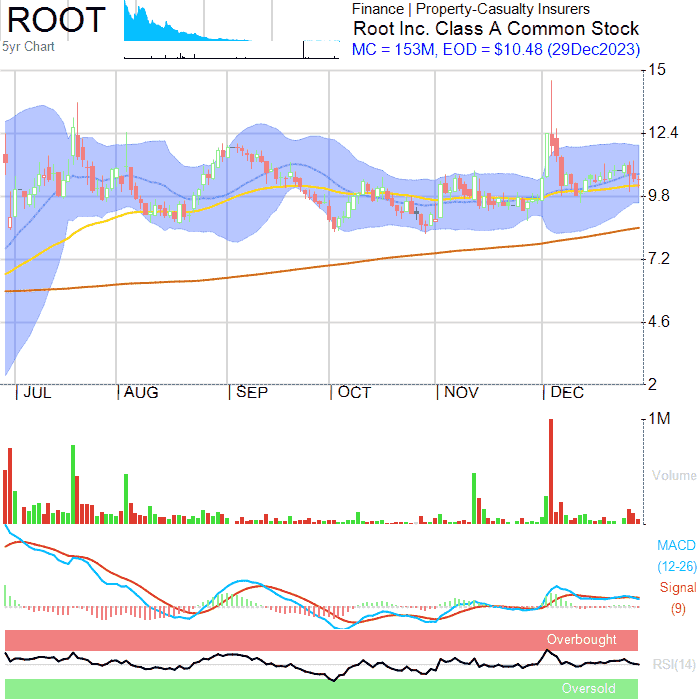 ROOT
5yr Chart
Finance | Property-Casualty Insurers
Root Inc. Class A Common Stock
MC = 153M, EOD = $10.48 (29Dec2023)
15
12.4
9.8
7.2
4.6
2
JUL
AUG
SEP
OCT
NOV
DEC
1M
Volume
MACD
(12-26)
Signal
(9)
Overbought
RSI(14)
Oversold